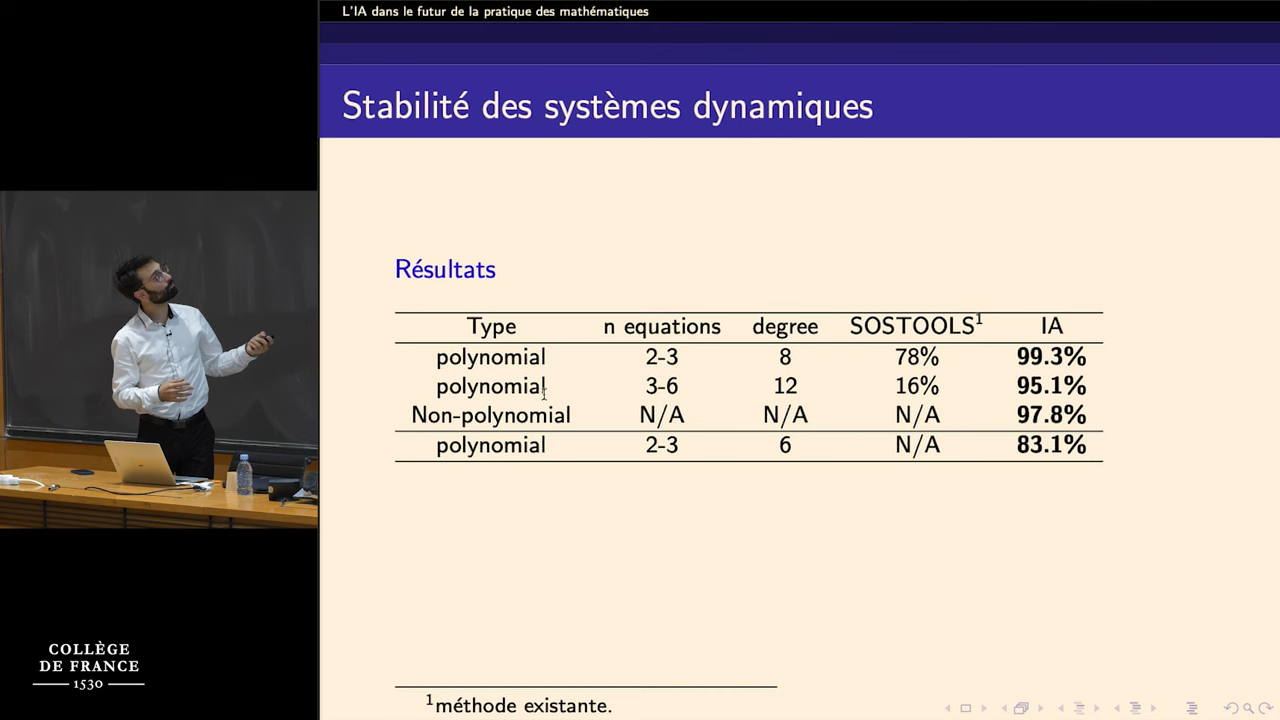 L'IA dans le futur de la pratique des mathématiques
Stabilité des systèmes dynamiques
Résultats
Type n equations degree SOSTOOLS¹ IA
polynomial 2-3 8 78% 99.3%
polynomial 3-6 12 16% 95.1%
Non-polynomial N/A N/A N/A 97.8%
polynomial 2-3 6 N/A 83.1%
¹méthode existante.
COLLÈGE
DE FRANCE
1530